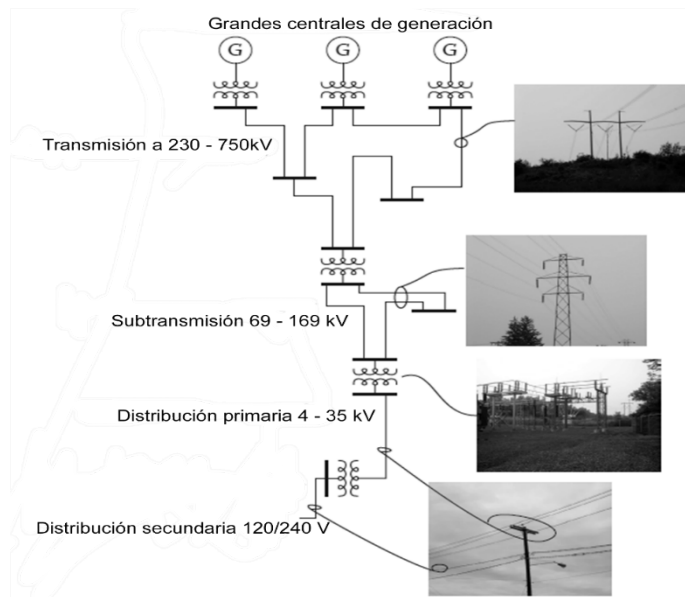 Grandes centrales de generación
G G G
Transmisión a 230 - 750kV
Subtransmisión 69 - 169 kV
Distribución primaria 4 - 35 kV
Distribución secundaria 120/240 V